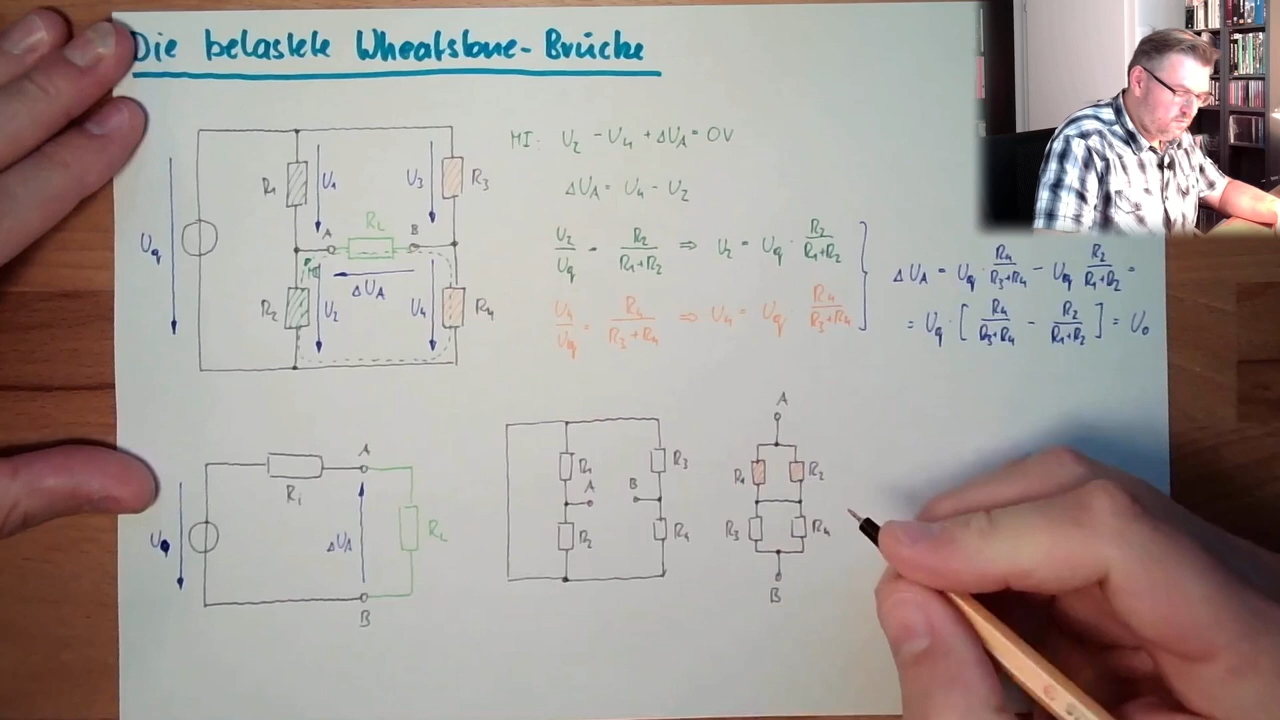 Die belastete Wheatstone-Brücke
MI: U2 - U4 + ΔUA = 0V
ΔUA = U4 - U2
U2/Uq = R2/(R1+R2) ⇒ U2 = Uq · R2/(R1+R2)
U4/Uq = R4/(R3+R4) ⇒ U4 = Uq · R4/(R3+R4)
ΔUA = Uq · R4/(R3+R4) - Uq · R2/(R1+R2) =
= Uq · [R4/(R3+R4) - R2/(R1+R2)] = U0
R1 U1 U3 R3
RL
A B
Uq
MI
ΔUA
R2 U2 U4 R4
A
Ri
U0 ΔUA RL
B
R1 R3
A B
R2 R4
A
R1 R2
R3 R4
B